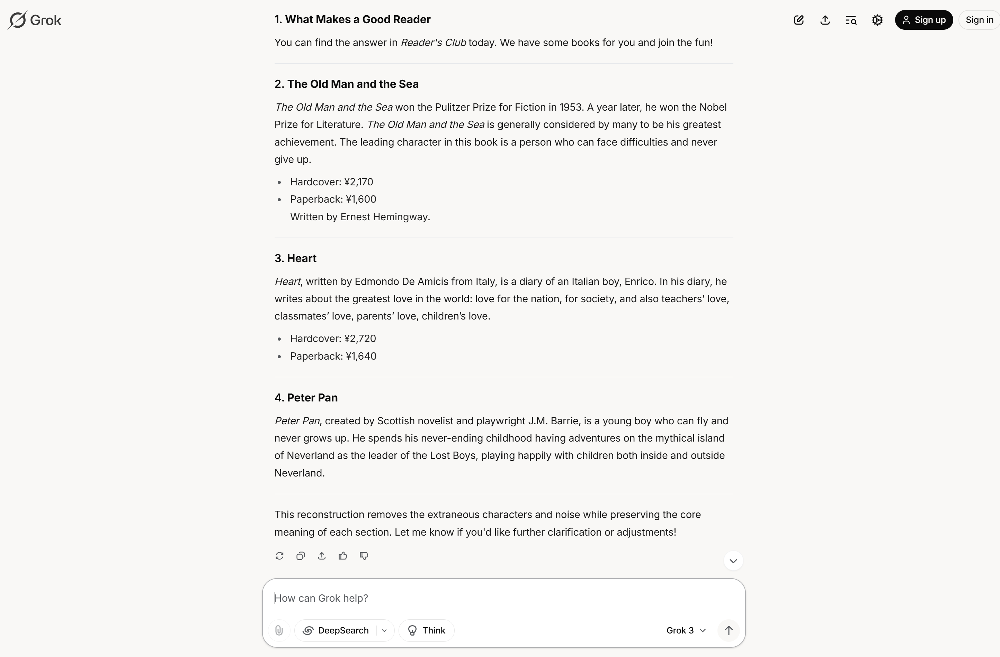 Grok
Sign up
Sign in
1. What Makes a Good Reader
You can find the answer in Reader's Club today. We have some books for you and join the fun!
2. The Old Man and the Sea
The Old Man and the Sea won the Pulitzer Prize for Fiction in 1953. A year later, he won the Nobel
Prize for Literature. The Old Man and the Sea is generally considered by many to be his greatest
achievement. The leading character in this book is a person who can face difficulties and never
give up.
• Hardcover: ¥2,170
• Paperback: ¥1,600
Written by Ernest Hemingway.
3. Heart
Heart, written by Edmondo De Amicis from Italy, is a diary of an Italian boy, Enrico. In his diary, he
writes about the greatest love in the world: love for the nation, for society, and also teachers’ love,
classmates’ love, parents’ love, children’s love.
• Hardcover: ¥2,720
• Paperback: ¥1,640
4. Peter Pan
Peter Pan, created by Scottish novelist and playwright J.M. Barrie, is a young boy who can fly and
never grows up. He spends his never-ending childhood having adventures on the mythical island
of Neverland as the leader of the Lost Boys, playing happily with children both inside and outside
Neverland.
This reconstruction removes the extraneous characters and noise while preserving the core
meaning of each section. Let me know if you'd like further clarification or adjustments!
How can Grok help?
DeepSearch
Think
Grok 3